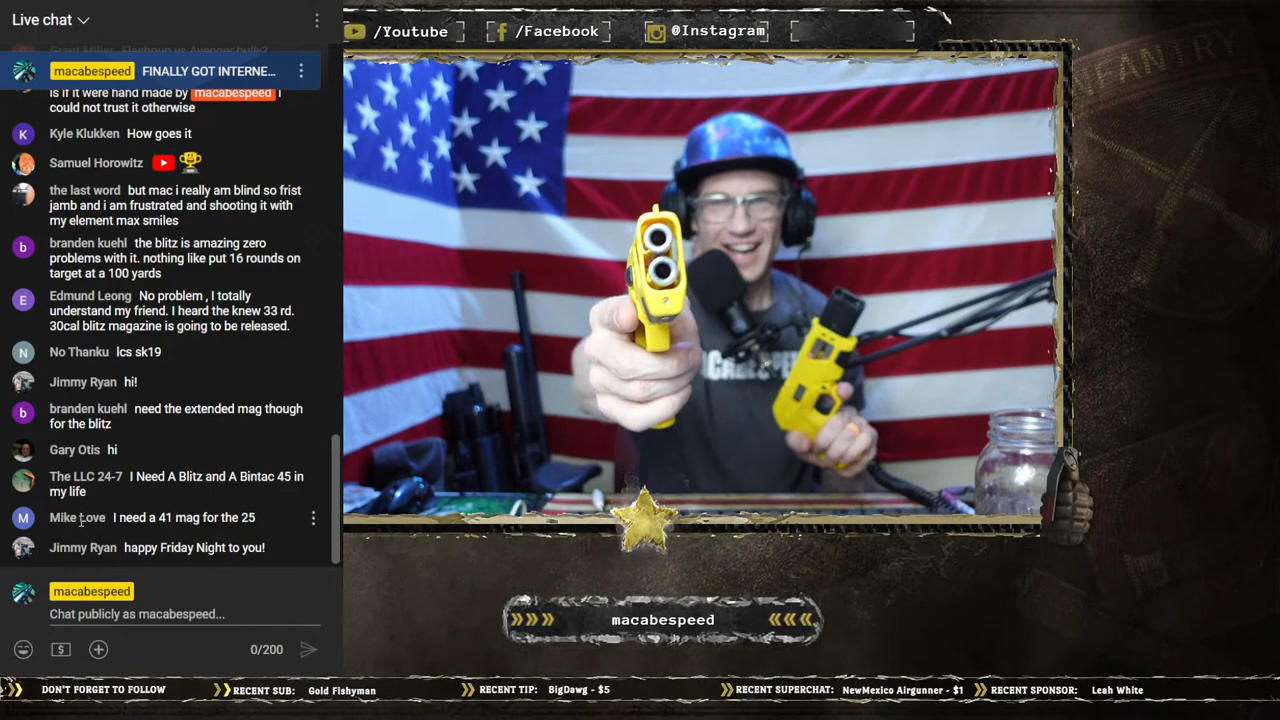 Live chat
Grant Miller Flashpup vs Avenger bully?
macabespeed FINALLY GOT INTERNE...
is if it were hand made by macabespeed I
could not trust it otherwise
Kyle Klukken How goes it
Samuel Horowitz
the last word but mac i really am blind so frist
jamb and i am frustrated and shooting it with
my element max smiles
branden kuehl the blitz is amazing zero
problems with it. nothing like put 16 rounds on
target at a 100 yards
Edmund Leong No problem , I totally
understand my friend. I heard the knew 33 rd.
30cal blitz magazine is going to be released.
No Thanku lcs sk19
Jimmy Ryan hi!
branden kuehl need the extended mag though
for the blitz
Gary Otis hi
The LLC 24-7 I Need A Blitz and A Bintac 45 in
my life
Mike Love I need a 41 mag for the 25
Jimmy Ryan happy Friday Night to you!
macabespeed
Chat publicly as macabespeed...
0/200
/Youtube
/Facebook
@Instagram
INFANTRY
macabespeed
DON'T FORGET TO FOLLOW
RECENT SUB: Gold Fishyman
RECENT TIP: BigDawg - $5
RECENT SUPERCHAT: NewMexico Airgunner - $1
RECENT SPONSOR: Leah White